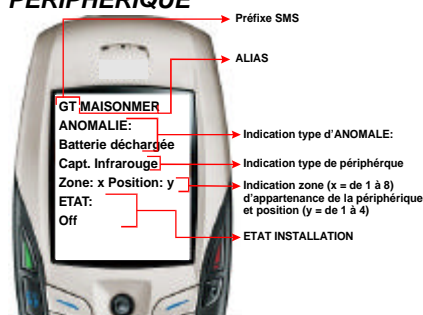 PÉRIPHÉRIQUE
Préfixe SMS
ALIAS
GT MAISONMER
ANOMALIE:
Batterie déchargée
Capt. Infrarouge
Zone: x Position: y
ETAT:
Off
Indication type d'ANOMALE:
Indication type de périphérque
Indication zone (x = de 1 à 8)
d'appartenance de la périphérique
et position (y = de 1 à 4)
ETAT INSTALLATION